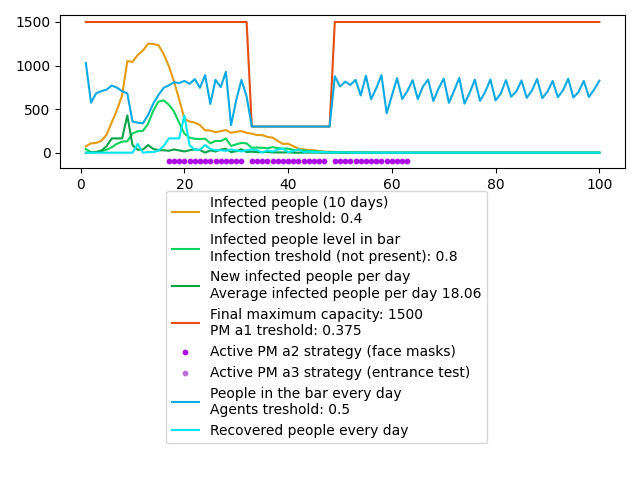 1500
1000
500
0
0
20
40
60
80
100
Infected people (10 days)
Infection treshold: 0.4
Infected people level in bar
Infection treshold (not present): 0.8
New infected people per day
Average infected people per day 18.06
Final maximum capacity: 1500
PM a1 treshold: 0.375
Active PM a2 strategy (face masks)
Active PM a3 strategy (entrance test)
People in the bar every day
Agents treshold: 0.5
Recovered people every day